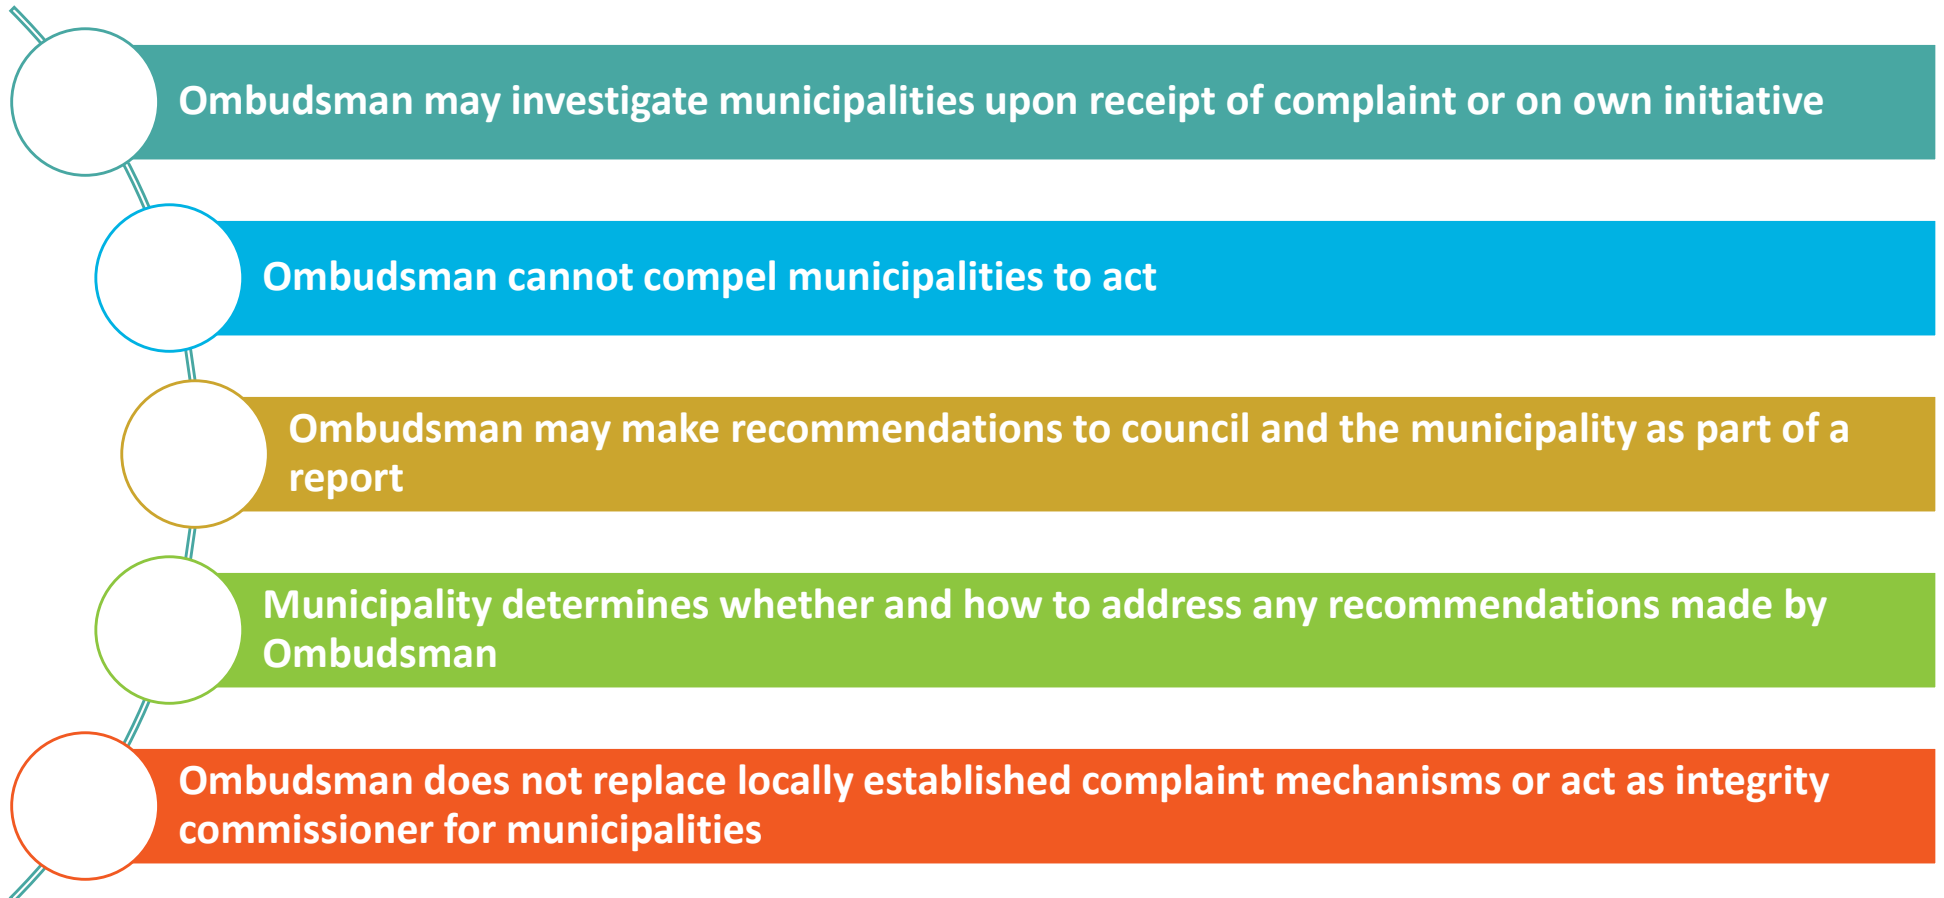 Ombudsman may investigate municipalities upon receipt of complaint or on own initiative
Ombudsman cannot compel municipalities to act
Ombudsman may make recommendations to council and the municipality as part of a
report
Municipality determines whether and how to address any recommendations made by
Ombudsman
Ombudsman does not replace locally established complaint mechanisms or act as integrity
commissioner for municipalities